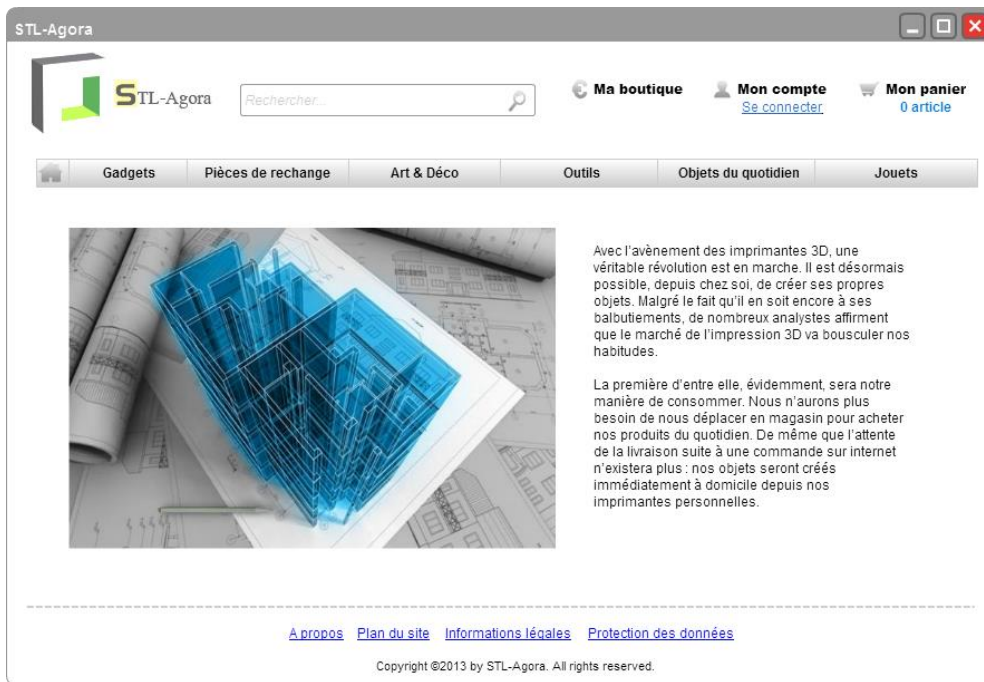 STL-Agora
STL-Agora
Rechercher...
Ma boutique
Mon compte
Se connecter
Mon panier
0 article
Gadgets
Pièces de rechange
Art & Déco
Outils
Objets du quotidien
Jouets
Avec l'avènement des imprimantes 3D, une
véritable révolution est en marche. Il est désormais
possible, depuis chez soi, de créer ses propres
objets. Malgré le fait qu'il en soit encore à ses
balbutiements, de nombreux analystes affirment
que le marché de l'impression 3D va bousculer nos
habitudes.
La première d'entre elle, évidemment, sera notre
manière de consommer. Nous n'aurons plus
besoin de nous déplacer en magasin pour acheter
nos produits du quotidien. De même que l'attente
de la livraison suite à une commande sur internet
n'existera plus : nos objets seront créés
immédiatement à domicile depuis nos
imprimantes personnelles.
A propos
Plan du site
Informations légales
Protection des données
Copyright ©2013 by STL-Agora. All rights reserved.